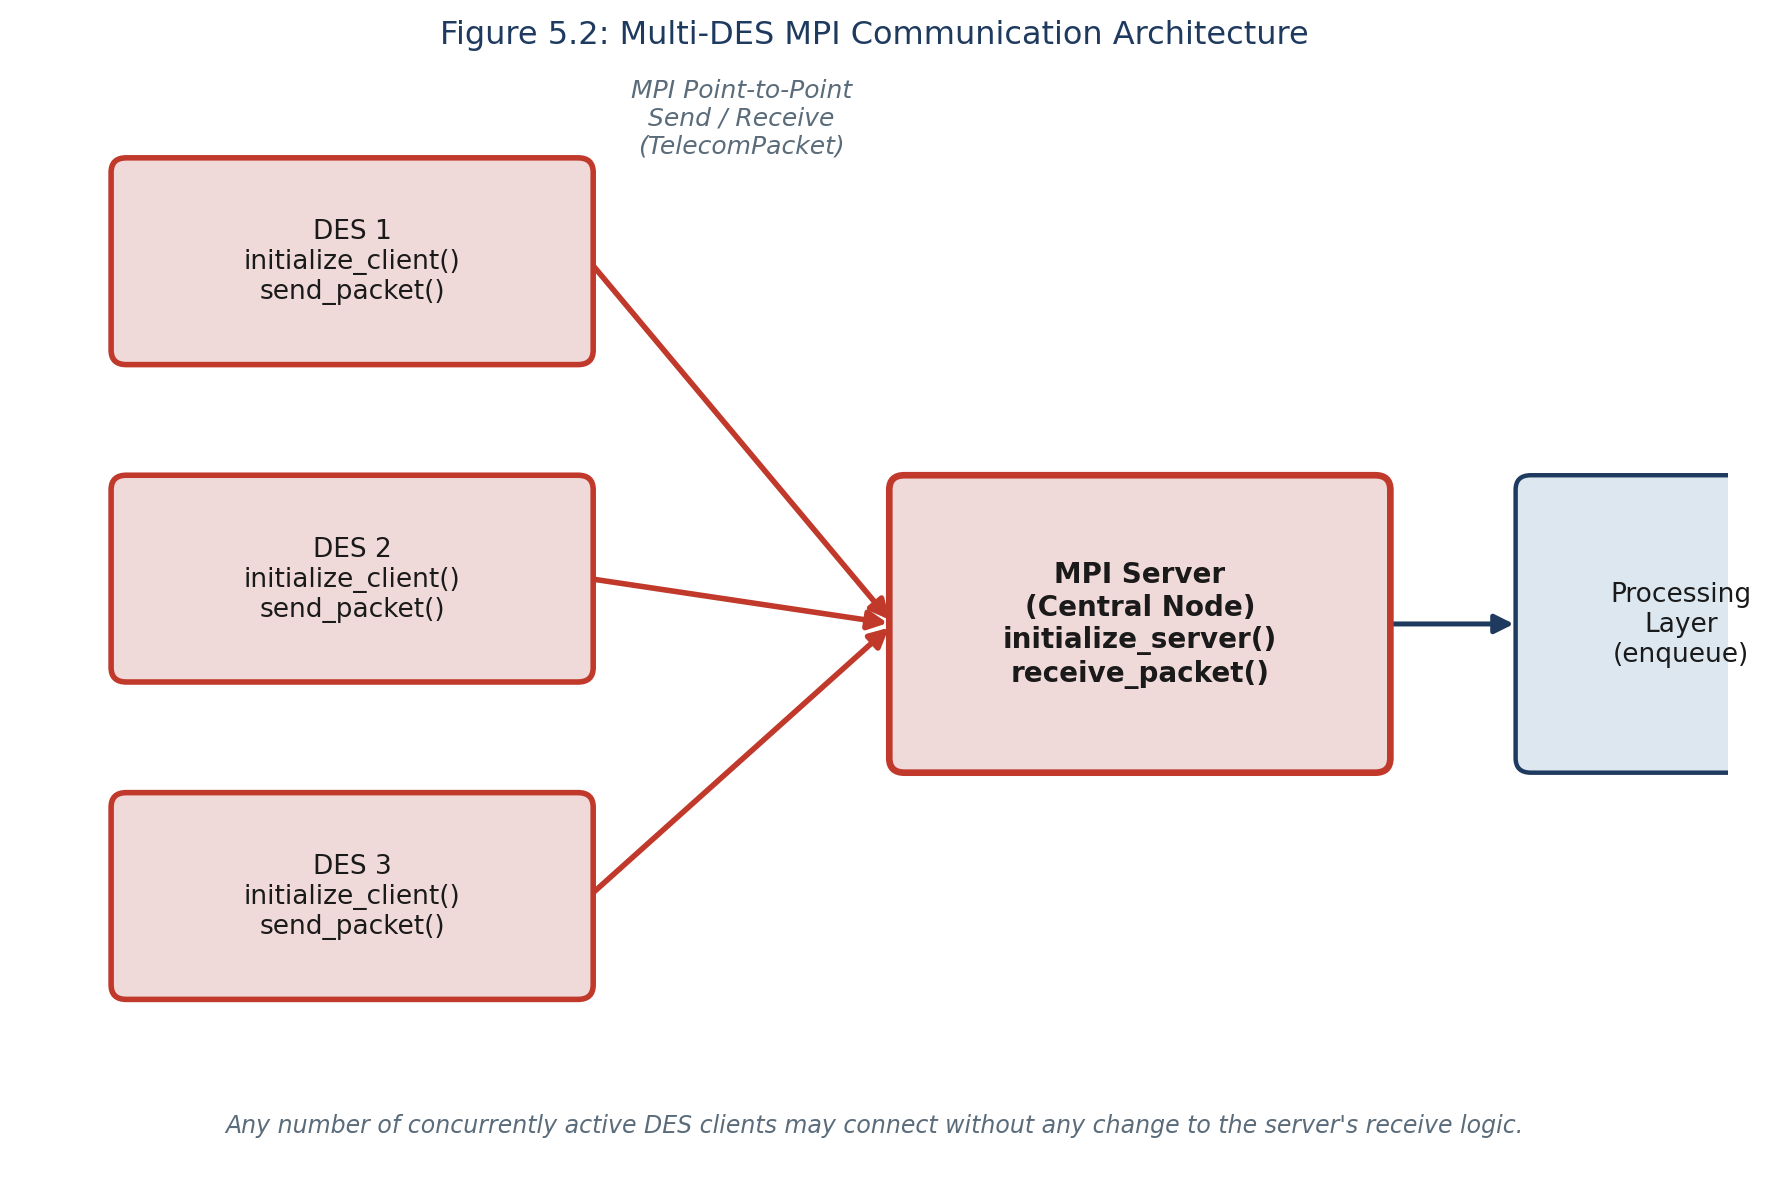 Figure 5.2: Multi-DES MPI Communication Architecture
MPI Point-to-Point
Send / Receive
(TelecomPacket)
DES 1
initialize_client()
send_packet()
DES 2
initialize_client()
send_packet()
DES 3
initialize_client()
send_packet()
MPI Server
(Central Node)
initialize_server()
receive_packet()
Processing
Layer
(enqueue)
Any number of concurrently active DES clients may connect without any change to the server's receive logic.